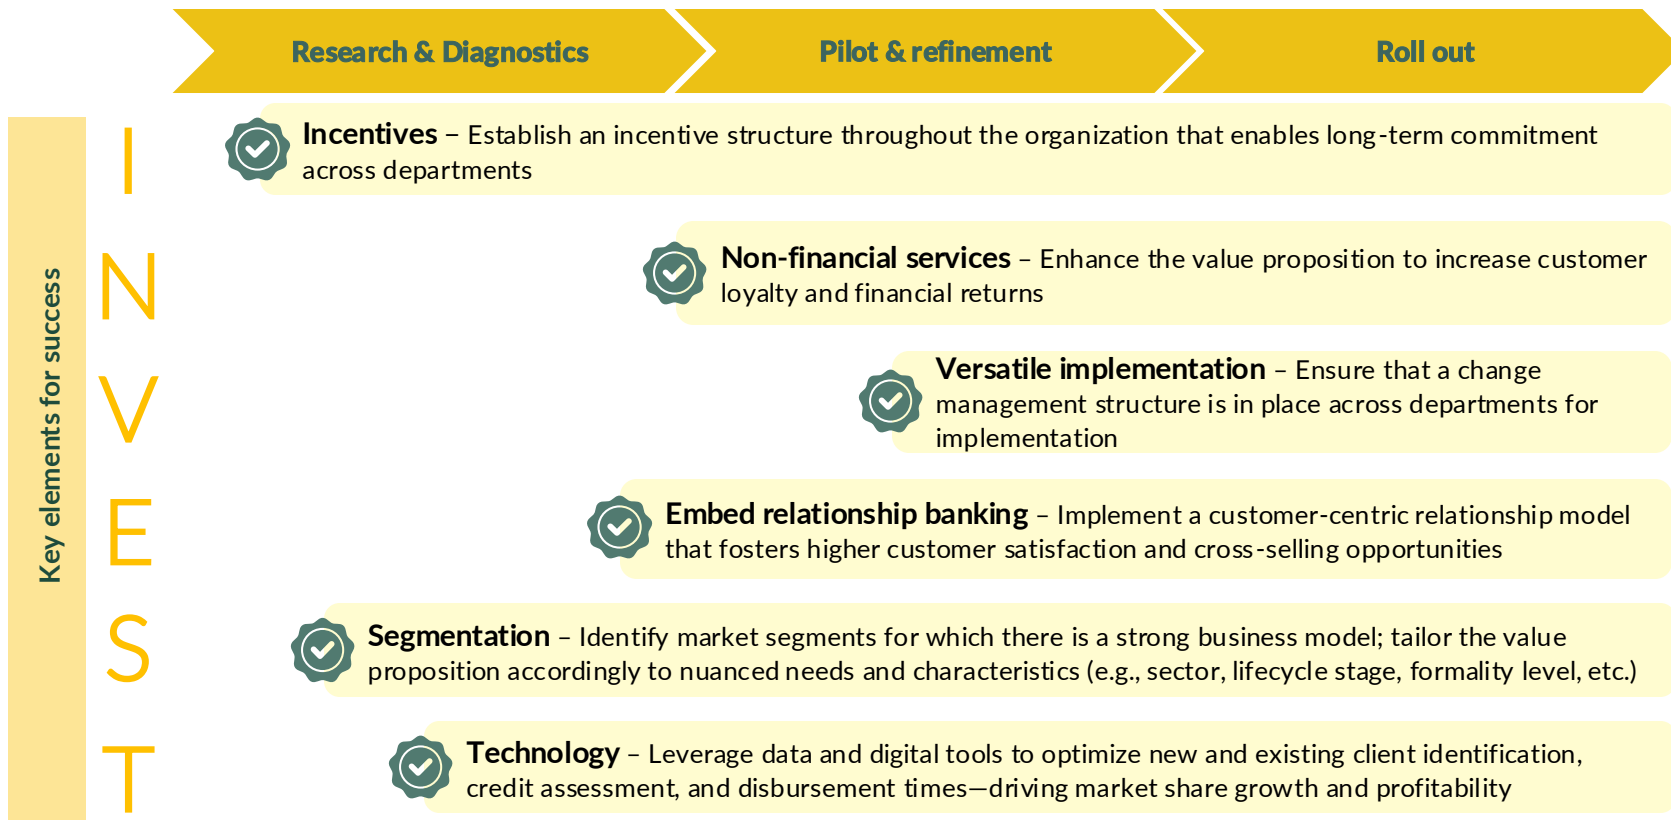 Research & Diagnostics
Pilot & refinement
Roll out
Key elements for success
I
Incentives – Establish an incentive structure throughout the organization that enables long-term commitment
across departments
N
Non-financial services – Enhance the value proposition to increase customer
loyalty and financial returns
V
Versatile implementation – Ensure that a change
management structure is in place across departments for
implementation
E
Embed relationship banking – Implement a customer-centric relationship model
that fosters higher customer satisfaction and cross-selling opportunities
S
Segmentation – Identify market segments for which there is a strong business model; tailor the value
proposition accordingly to nuanced needs and characteristics (e.g., sector, lifecycle stage, formality level, etc.)
T
Technology – Leverage data and digital tools to optimize new and existing client identification,
credit assessment, and disbursement times—driving market share growth and profitability